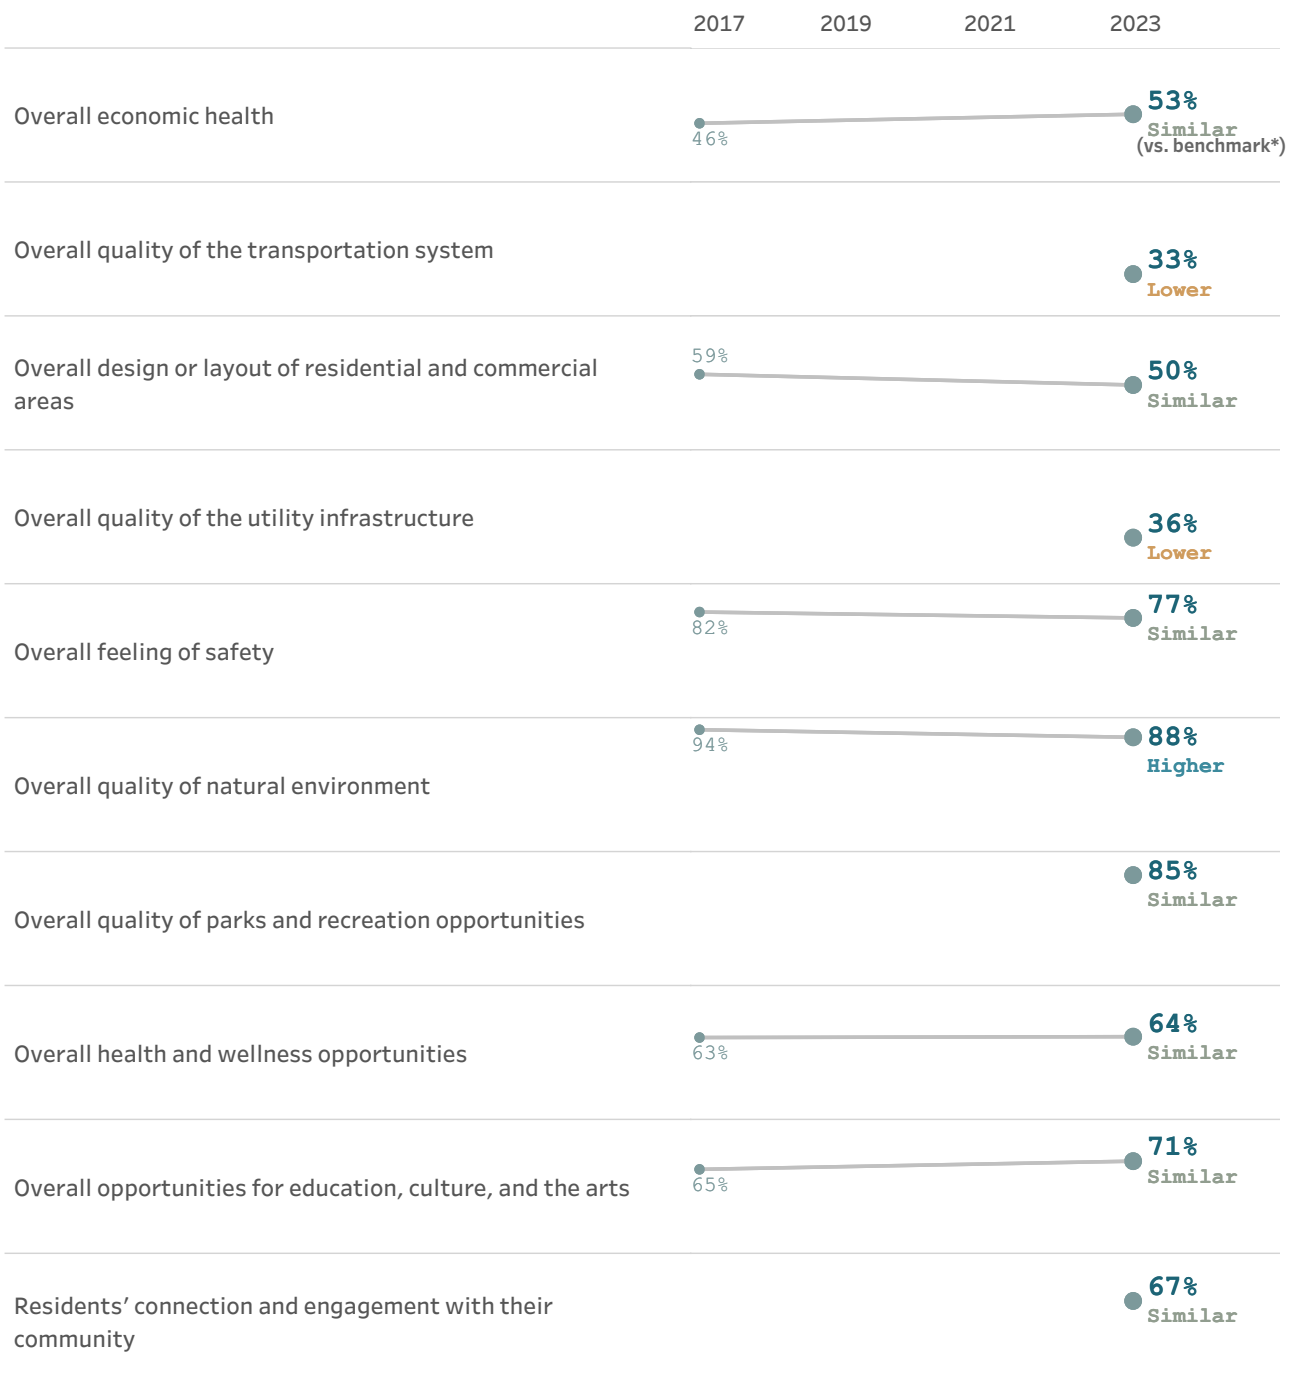 2017 2019 2021 2023
Overall economic health
46%
53%
Similar
(vs. benchmark*)
Overall quality of the transportation system
33%
Lower
Overall design or layout of residential and commercial
areas
59%
50%
Similar
Overall quality of the utility infrastructure
36%
Lower
Overall feeling of safety
82%
77%
Similar
Overall quality of natural environment
94%
88%
Higher
Overall quality of parks and recreation opportunities
85%
Similar
Overall health and wellness opportunities
63%
64%
Similar
Overall opportunities for education, culture, and the arts
65%
71%
Similar
Residents’ connection and engagement with their
community
67%
Similar